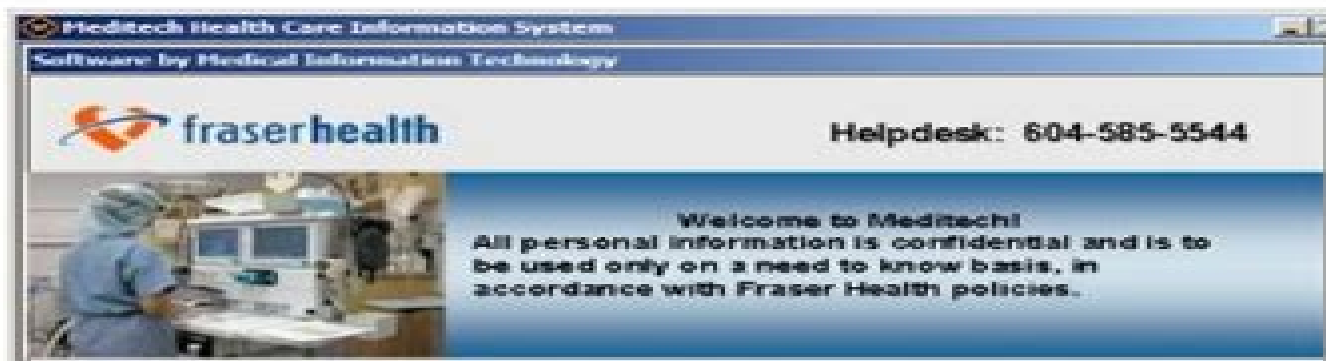 Meditech Health Care Information System
Software by Medical Information Technology
fraserhealth
Helpdesk: 604-585-5544
Welcome to Meditech!
All personal information is confidential and is to
be used only on a need to know basis, in
accordance with Fraser Health policies.